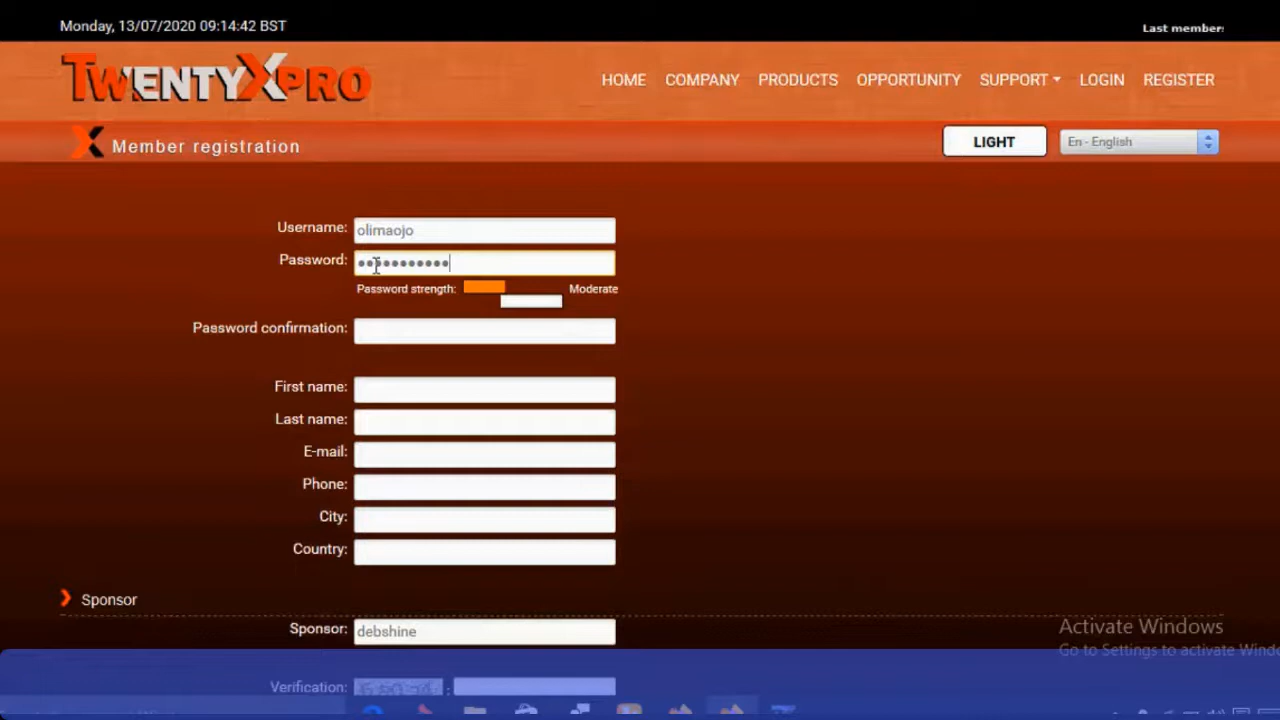 Monday, 13/07/2020 09:14:42 BST
Last member:
TWENTYXPRO
HOME COMPANY PRODUCTS OPPORTUNITY SUPPORT LOGIN REGISTER
X Member registration
LIGHT
En - English
Username: olimaojo
Password: •••••••••••
Password strength: Moderate
Password confirmation:
First name:
Last name:
E-mail:
Phone:
City:
Country:
Sponsor
Sponsor: debshine
Activate Windows
Go to Settings to activate Windo
Verification: :